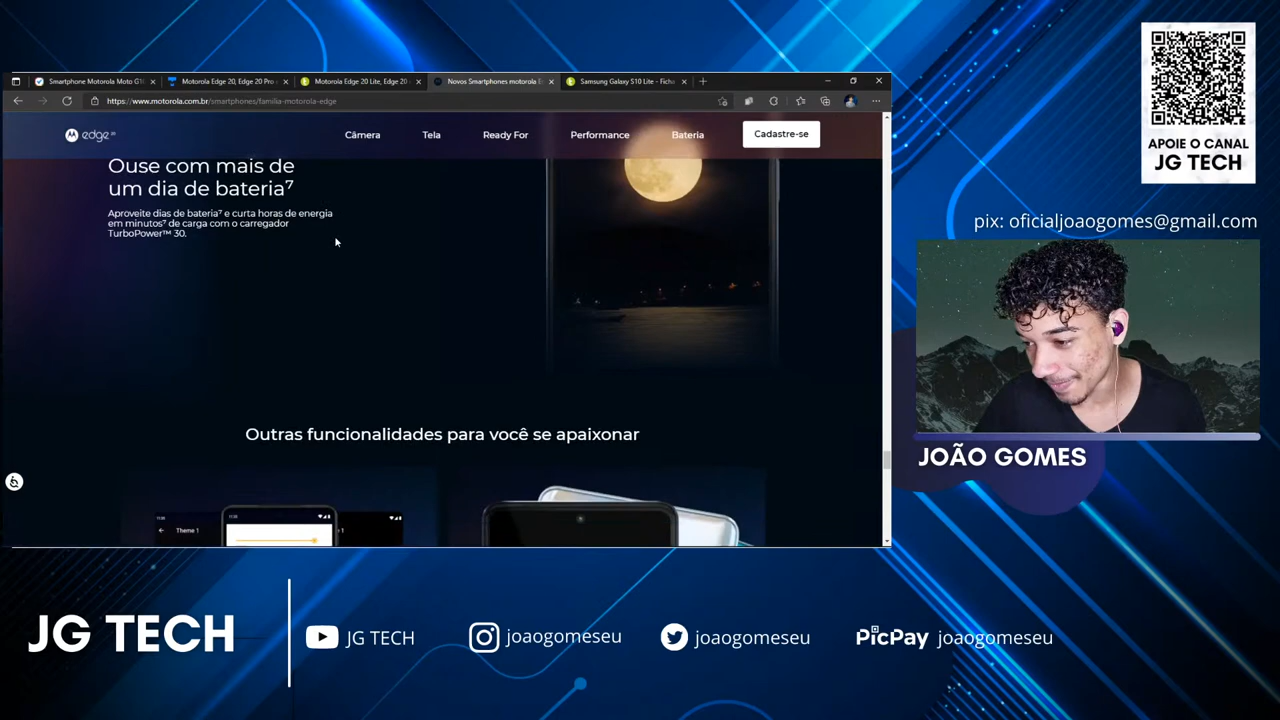 Smartphone Motorola Moto G1
Motorola Edge 20, Edge 20 Pro
Motorola Edge 20 Lite, Edge 20
Novos Smartphones motorola E
Samsung Galaxy S10 Lite - Ficha
https://www.motorola.com.br/smartphones/familia-motorola-edge
edge 20
Câmera
Tela
Ready For
Performance
Bateria
Cadastre-se
Ouse com mais de
um dia de bateria⁷
Aproveite dias de bateria⁷ e curta horas de energia
em minutos⁷ de carga com o carregador
TurboPower™ 30.
Outras funcionalidades para você se apaixonar
Theme 1
APOIE O CANAL
JG TECH
pix: oficialjoaogomes@gmail.com
JOÃO GOMES
JG TECH
JG TECH
joaogomeseu
joaogomeseu
PicPay joaogomeseu